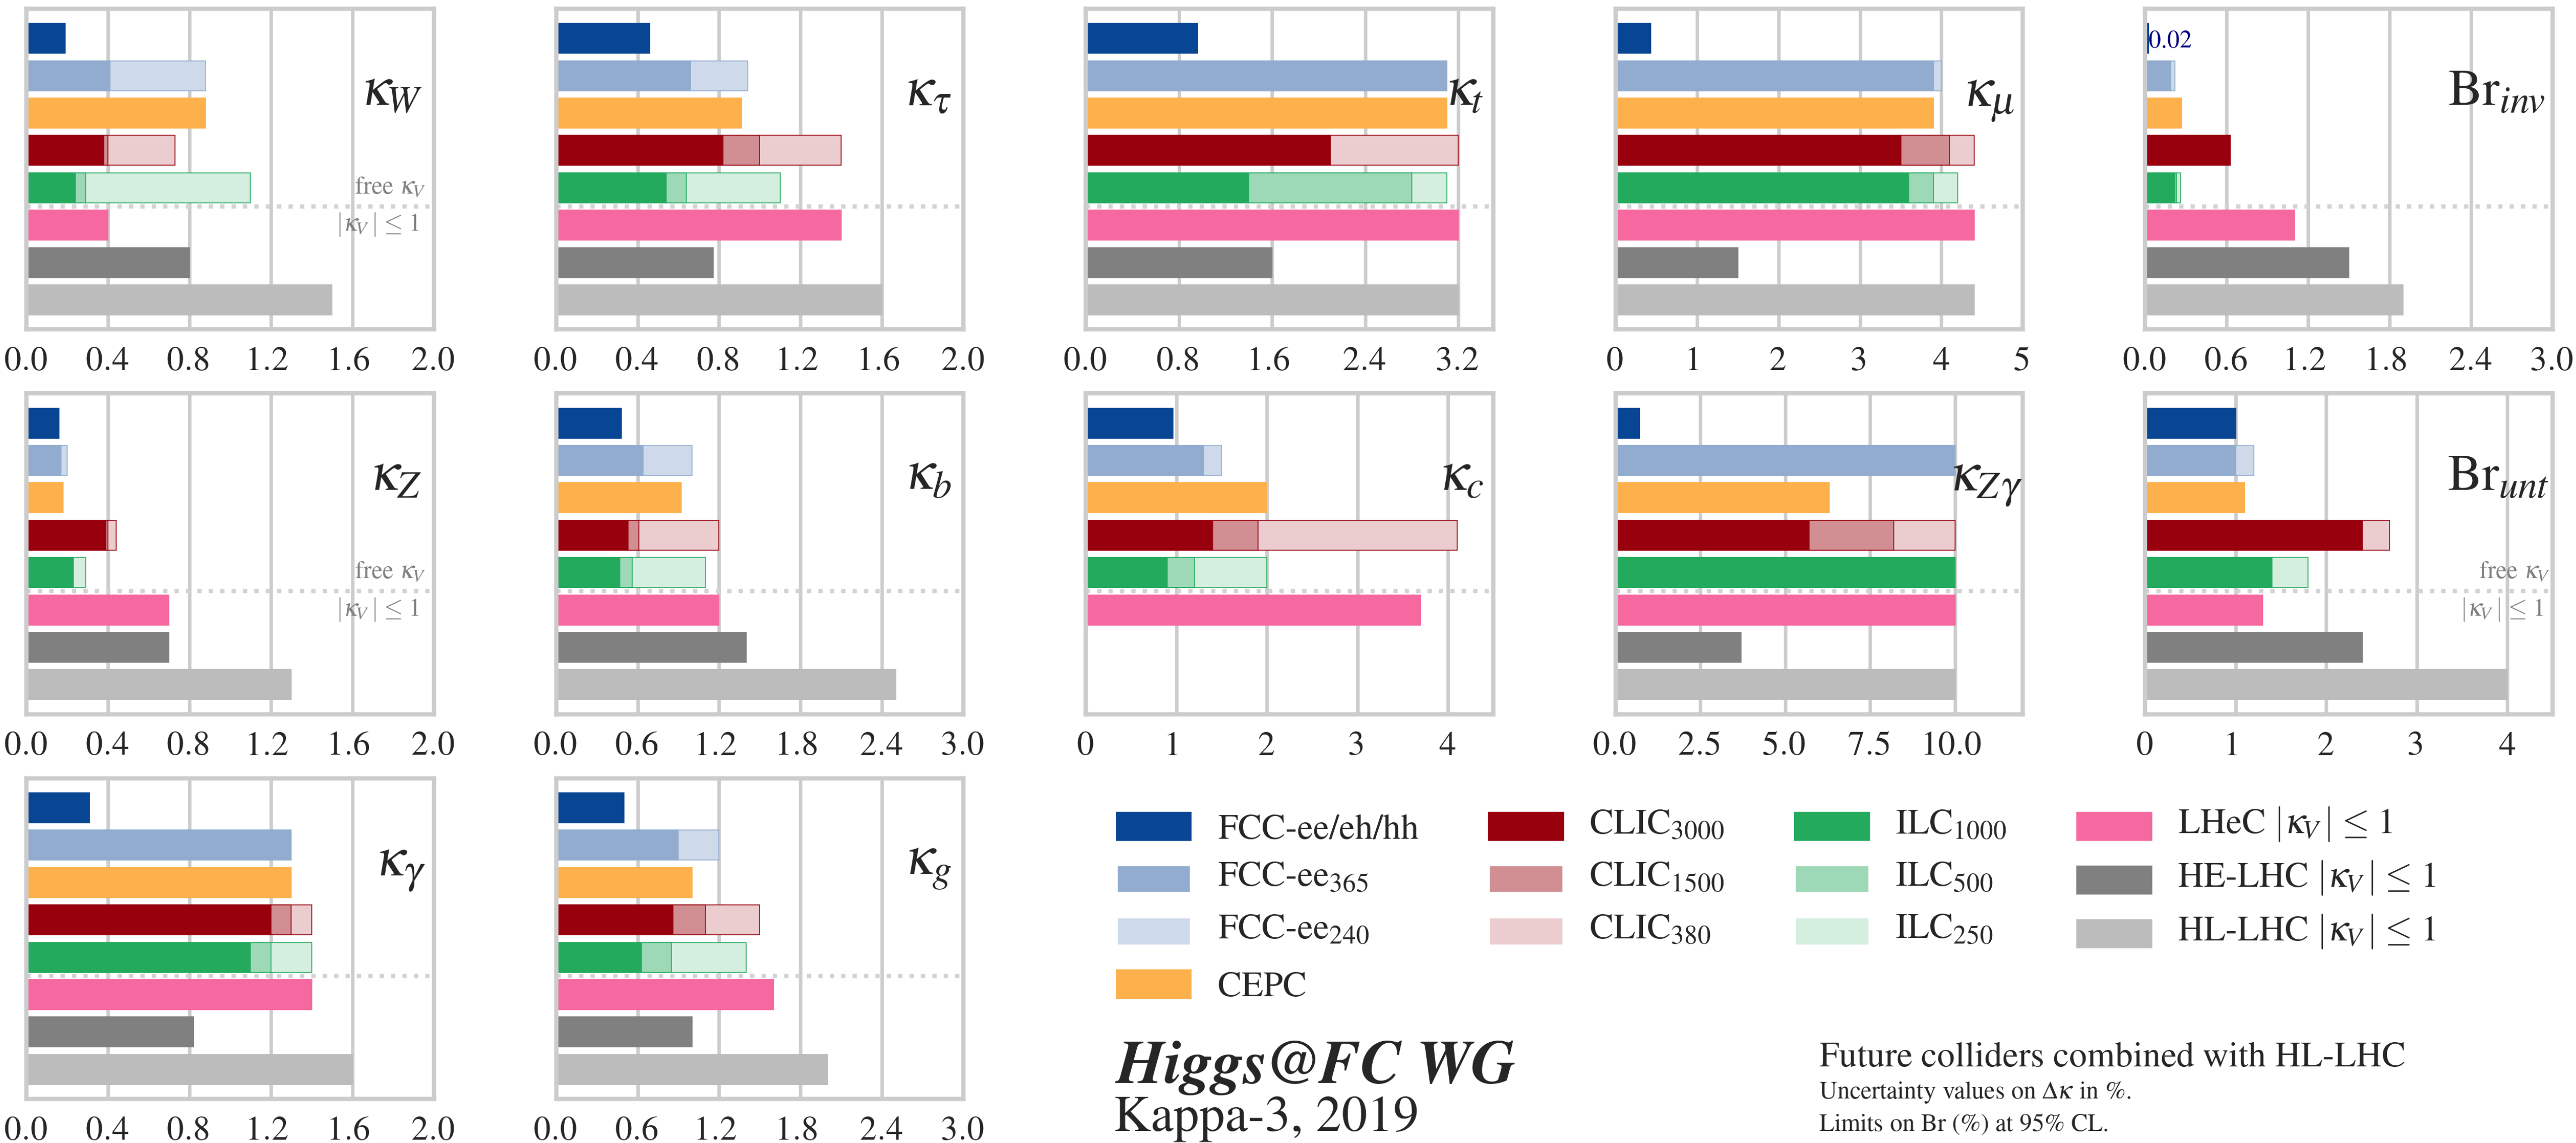 κW
free κV
|κV| ≤ 1
0.0 0.4 0.8 1.2 1.6 2.0
κτ
0.0 0.4 0.8 1.2 1.6 2.0
κt
0.0 0.8 1.6 2.4 3.2
κμ
0 1 2 3 4 5
0.02
Brinv
0.0 0.6 1.2 1.8 2.4 3.0
κZ
free κV
|κV| ≤ 1
0.0 0.4 0.8 1.2 1.6 2.0
κb
0.0 0.6 1.2 1.8 2.4 3.0
κc
0 1 2 3 4
κZγ
0.0 2.5 5.0 7.5 10.0
Brunt
free κV
|κV| ≤ 1
0 1 2 3 4
κγ
0.0 0.4 0.8 1.2 1.6 2.0
κg
0.0 0.6 1.2 1.8 2.4 3.0
FCC-ee/eh/hh
FCC-ee365
FCC-ee240
CEPC
CLIC3000
CLIC1500
CLIC380
ILC1000
ILC500
ILC250
LHeC |κV| ≤ 1
HE-LHC |κV| ≤ 1
HL-LHC |κV| ≤ 1
Higgs@FC WG
Kappa-3, 2019
Future colliders combined with HL-LHC
Uncertainty values on Δκ in %.
Limits on Br (%) at 95% CL.